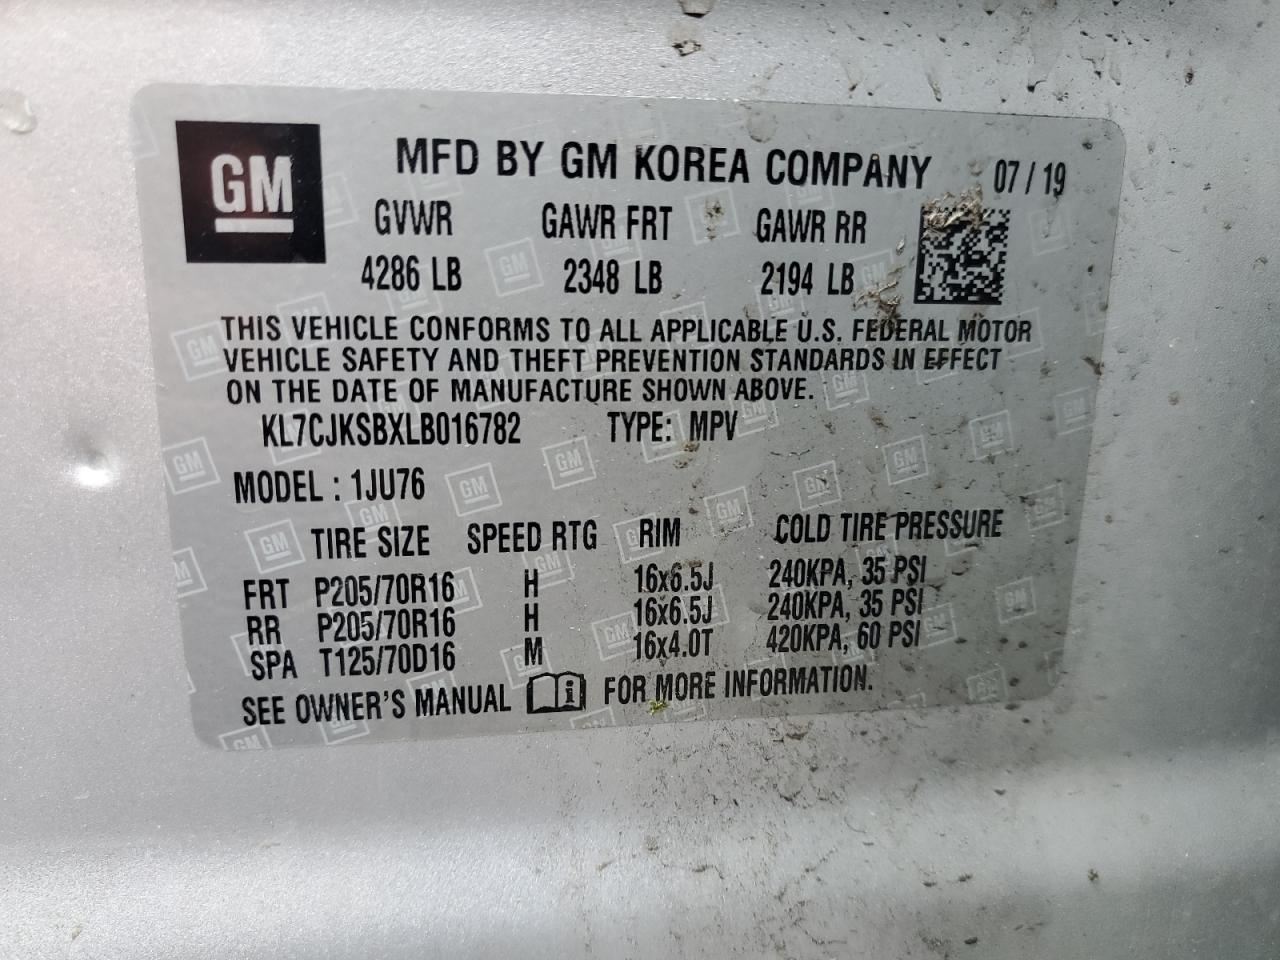 GM
MFD BY GM KOREA COMPANY 07 / 19
GVWR GAWR FRT GAWR RR
4286 LB 2348 LB 2194 LB
THIS VEHICLE CONFORMS TO ALL APPLICABLE U.S. FEDERAL MOTOR
VEHICLE SAFETY AND THEFT PREVENTION STANDARDS IN EFFECT
ON THE DATE OF MANUFACTURE SHOWN ABOVE.
KL7CJKSBXLB016782 TYPE: MPV
MODEL : 1JU76
TIRE SIZE SPEED RTG RIM COLD TIRE PRESSURE
FRT P205/70R16 H 16x6.5J 240KPA, 35 PSI
RR P205/70R16 H 16x6.5J 240KPA, 35 PSI
SPA T125/70D16 M 16x4.0T 420KPA, 60 PSI
SEE OWNER'S MANUAL i FOR MORE INFORMATION.